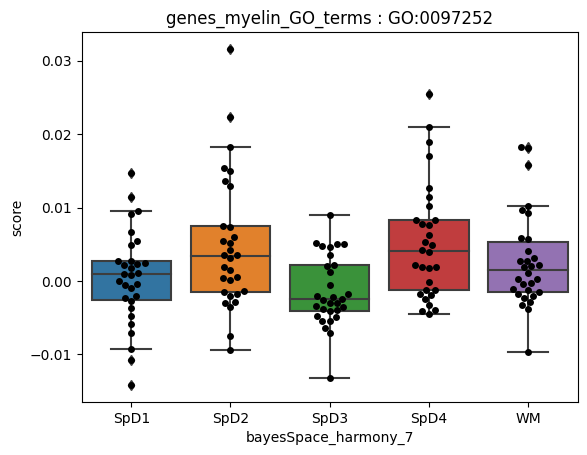 genes_myelin_GO_terms : GO:0097252
score
0.03
0.02
0.01
0.00
−0.01
SpD1 SpD2 SpD3 SpD4 WM
bayesSpace_harmony_7